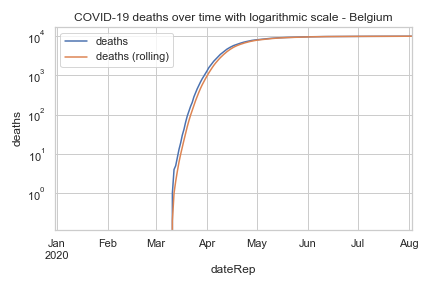 COVID-19 deaths over time with logarithmic scale - Belgium
deaths
deaths (rolling)
10⁴
10³
10²
10¹
10⁰
deaths
Jan Feb Mar Apr May Jun Jul Aug
2020
dateRep